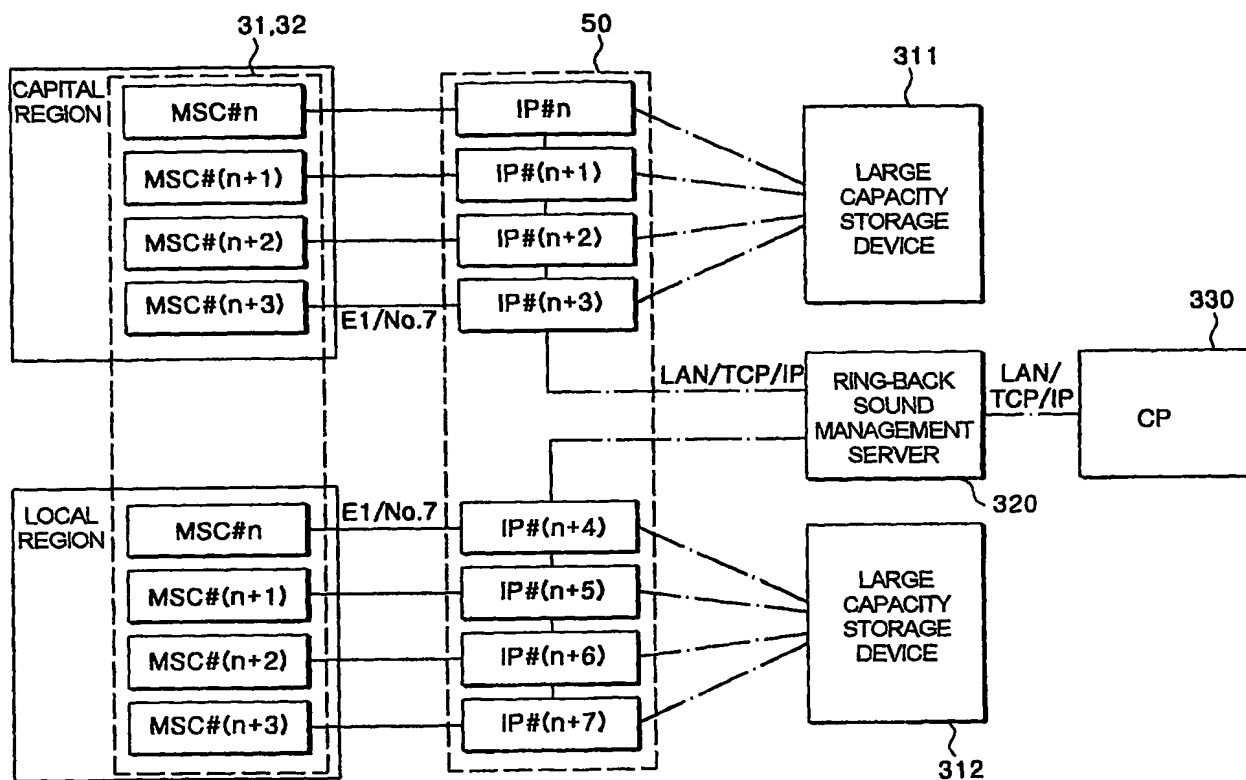 31,32
50
311
CAPITAL
REGION
MSC#n
MSC#(n+1)
MSC#(n+2)
MSC#(n+3)
E1/No.7
IP#n
IP#(n+1)
IP#(n+2)
IP#(n+3)
LARGE
CAPACITY
STORAGE
DEVICE
330
LAN/TCP/IP
RING-BACK
SOUND
MANAGEMENT
SERVER
LAN/
TCP/IP
CP
320
LOCAL
REGION
MSC#n
MSC#(n+1)
MSC#(n+2)
MSC#(n+3)
E1/No.7
IP#(n+4)
IP#(n+5)
IP#(n+6)
IP#(n+7)
LARGE
CAPACITY
STORAGE
DEVICE
312